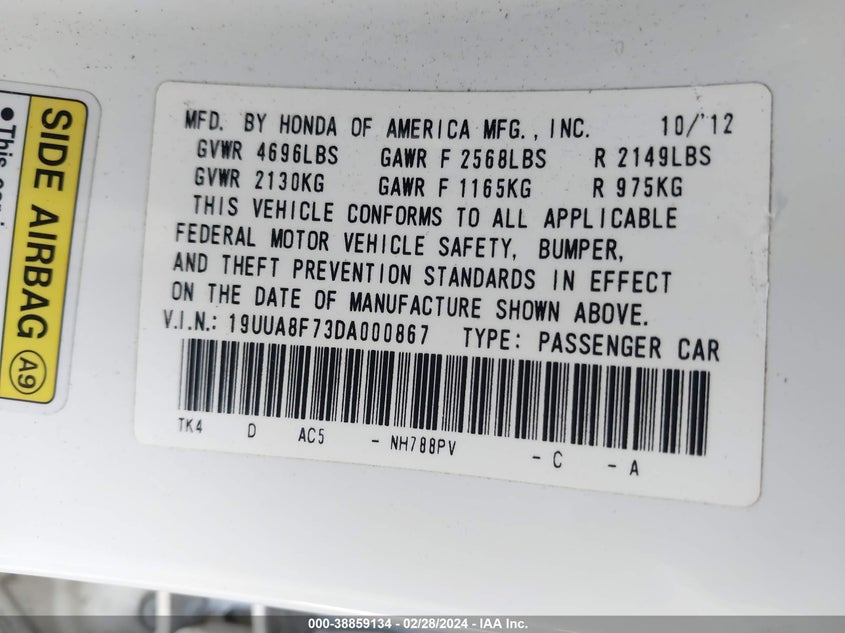 SIDE AIRBAG A9
MFD. BY HONDA OF AMERICA MFG., INC. 10/'12
GVWR 4696LBS GAWR F 2568LBS R 2149LBS
GVWR 2130KG GAWR F 1165KG R 975KG
THIS VEHICLE CONFORMS TO ALL APPLICABLE
FEDERAL MOTOR VEHICLE SAFETY, BUMPER,
AND THEFT PREVENTION STANDARDS IN EFFECT
ON THE DATE OF MANUFACTURE SHOWN ABOVE.
V.I.N.: 19UUA8F73DA000867 TYPE: PASSENGER CAR
TK4 D AC5 - NH788PV - C - A
000-38859134 - 02/28/2024 - IAA Inc.